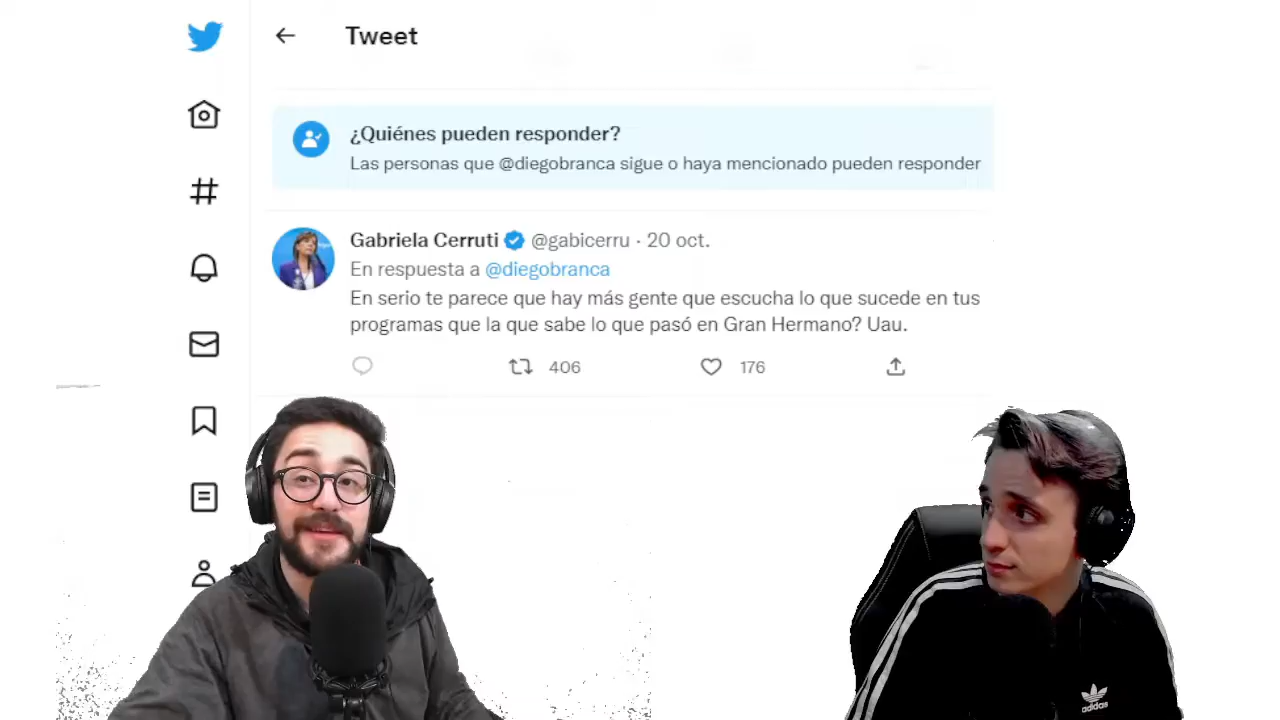 Tweet
¿Quiénes pueden responder?
Las personas que @diegobranca sigue o haya mencionado pueden responder
Gabriela Cerruti @gabicerru · 20 oct.
En respuesta a @diegobranca
En serio te parece que hay más gente que escucha lo que sucede en tus
programas que la que sabe lo que pasó en Gran Hermano? Uau.
406 176
adidas